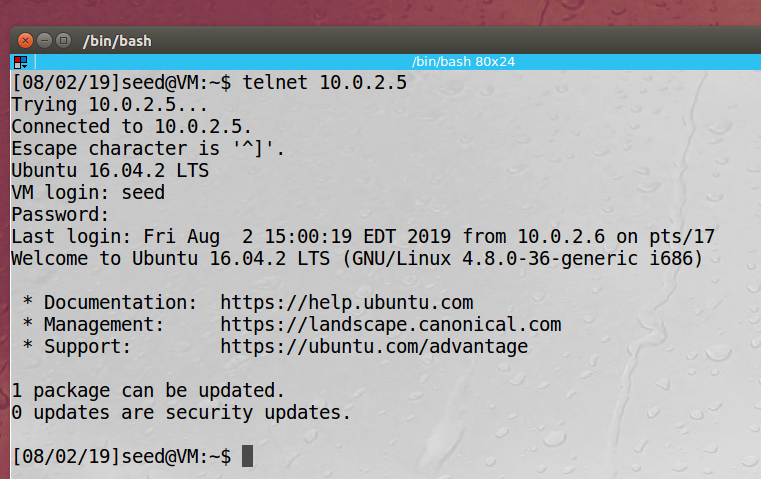 /bin/bash
/bin/bash 80x24
[08/02/19]seed@VM:~$ telnet 10.0.2.5
Trying 10.0.2.5...
Connected to 10.0.2.5.
Escape character is '^]'.
Ubuntu 16.04.2 LTS
VM login: seed
Password:
Last login: Fri Aug  2 15:00:19 EDT 2019 from 10.0.2.6 on pts/17
Welcome to Ubuntu 16.04.2 LTS (GNU/Linux 4.8.0-36-generic i686)
 * Documentation:  https://help.ubuntu.com
 * Management:     https://landscape.canonical.com
 * Support:        https://ubuntu.com/advantage
1 package can be updated.
0 updates are security updates.
[08/02/19]seed@VM:~$